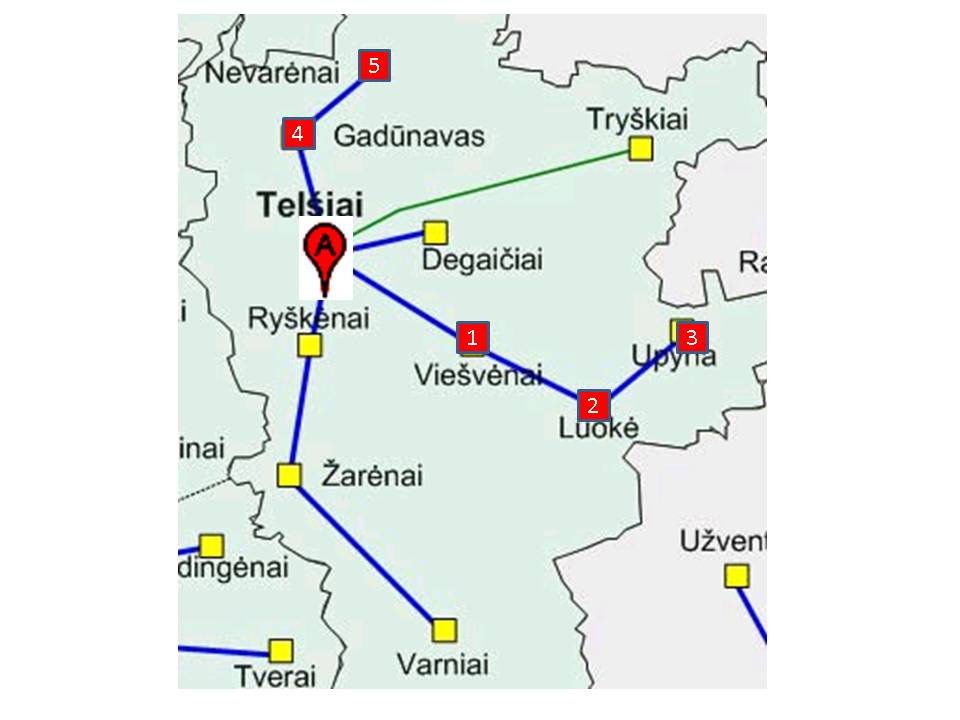 5
Nevarėnai
4
Gadūnavas
Tryškiai
Telšiai
A
Degaičiai
Ryškėnai
1
Viešvėnai
3
Upyna
2
Luokė
inai
Žarėnai
dingėnai
Užvent
Varniai
Tverai
Ra
i